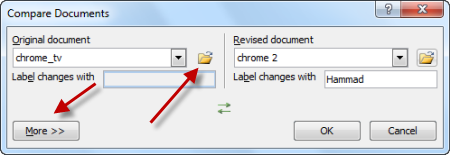 Compare Documents
Original document
chrome_tv
Label changes with
Revised document
chrome 2
Label changes with Hammad
More >>
OK
Cancel